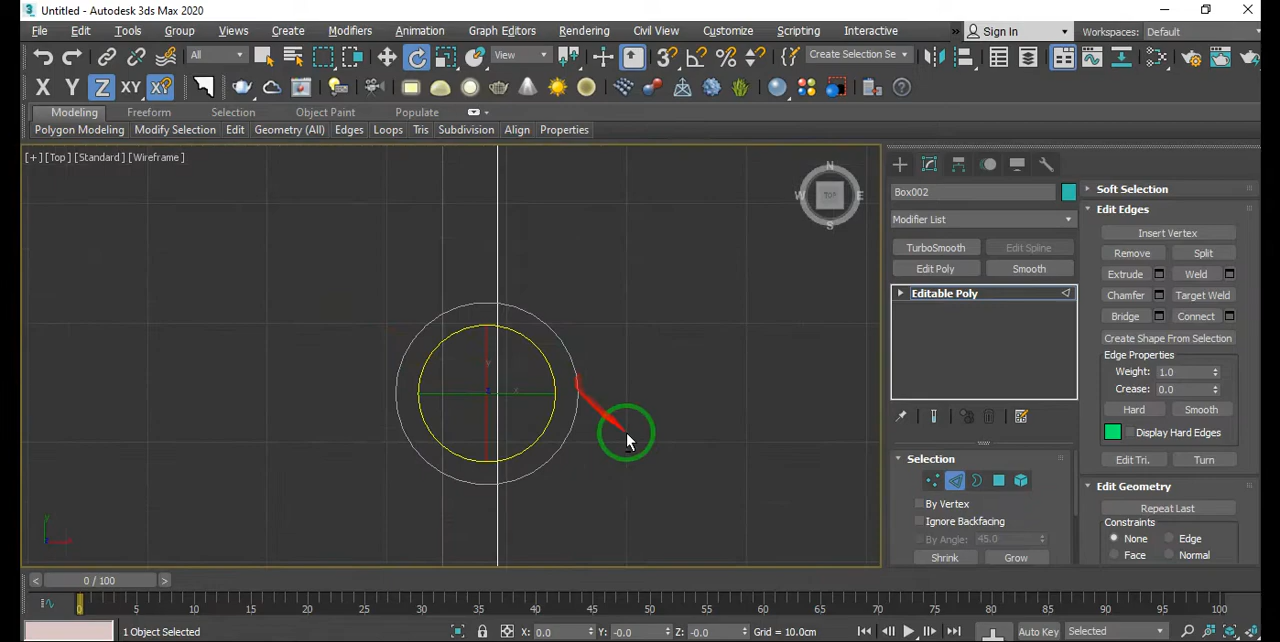 Untitled - Autodesk 3ds Max 2020
File Edit Tools Group Views Create Modifiers Animation Graph Editors Rendering Civil View Customize Scripting Interactive Sign In Workspaces: Default
All View Create Selection Se
X Y Z XY
Modeling Freeform Selection Object Paint Populate
Polygon Modeling Modify Selection Edit Geometry (All) Edges Loops Tris Subdivision Align Properties
[+] [Top] [Standard] [Wireframe]
N
W TOP E
S
y
x
y
Box002
Modifier List
TurboSmooth Edit Spline
Edit Poly Smooth
Editable Poly
Selection
By Vertex
Ignore Backfacing
By Angle: 45.0
Shrink Grow
Soft Selection
Edit Edges
Insert Vertex
Remove Split
Extrude Weld
Chamfer Target Weld
Bridge Connect
Create Shape From Selection
Edge Properties
Weight: 1.0
Crease: 0.0
Hard Smooth
Display Hard Edges
Edit Tri. Turn
Edit Geometry
Repeat Last
Constraints
None Edge
Face Normal
< 0 / 100 >
0 5 10 15 20 25 30 35 40 45 50 55 60 65 70 75 80 85 90 95 100
1 Object Selected X: 0.0 Y: -0.0 Z: -0.0 Grid = 10.0cm Auto Key Selected